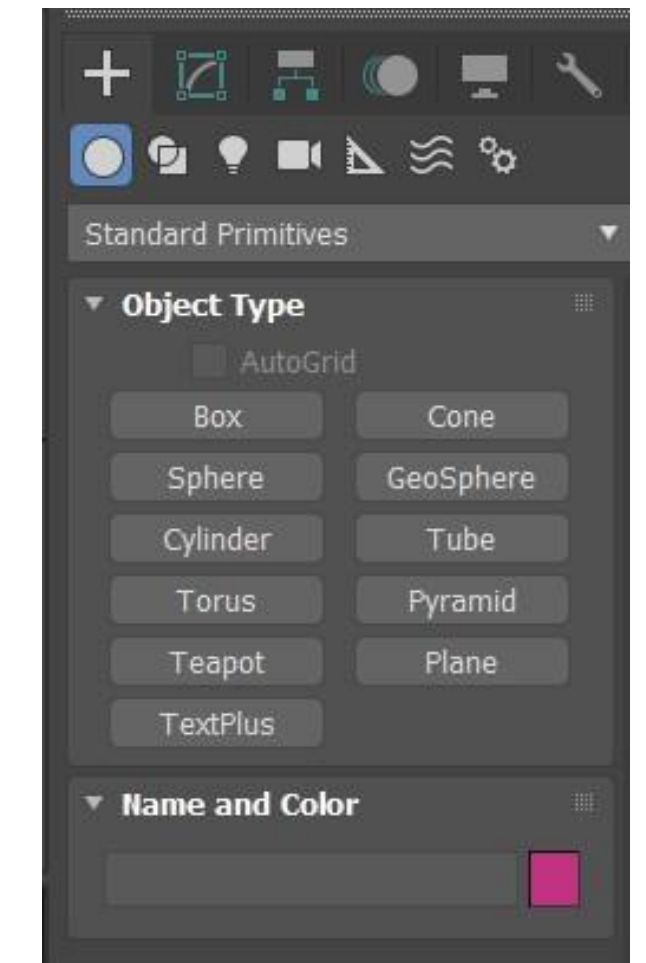 Standard Primitives
Object Type
AutoGrid
Box Cone
Sphere GeoSphere
Cylinder Tube
Torus Pyramid
Teapot Plane
TextPlus
Name and Color